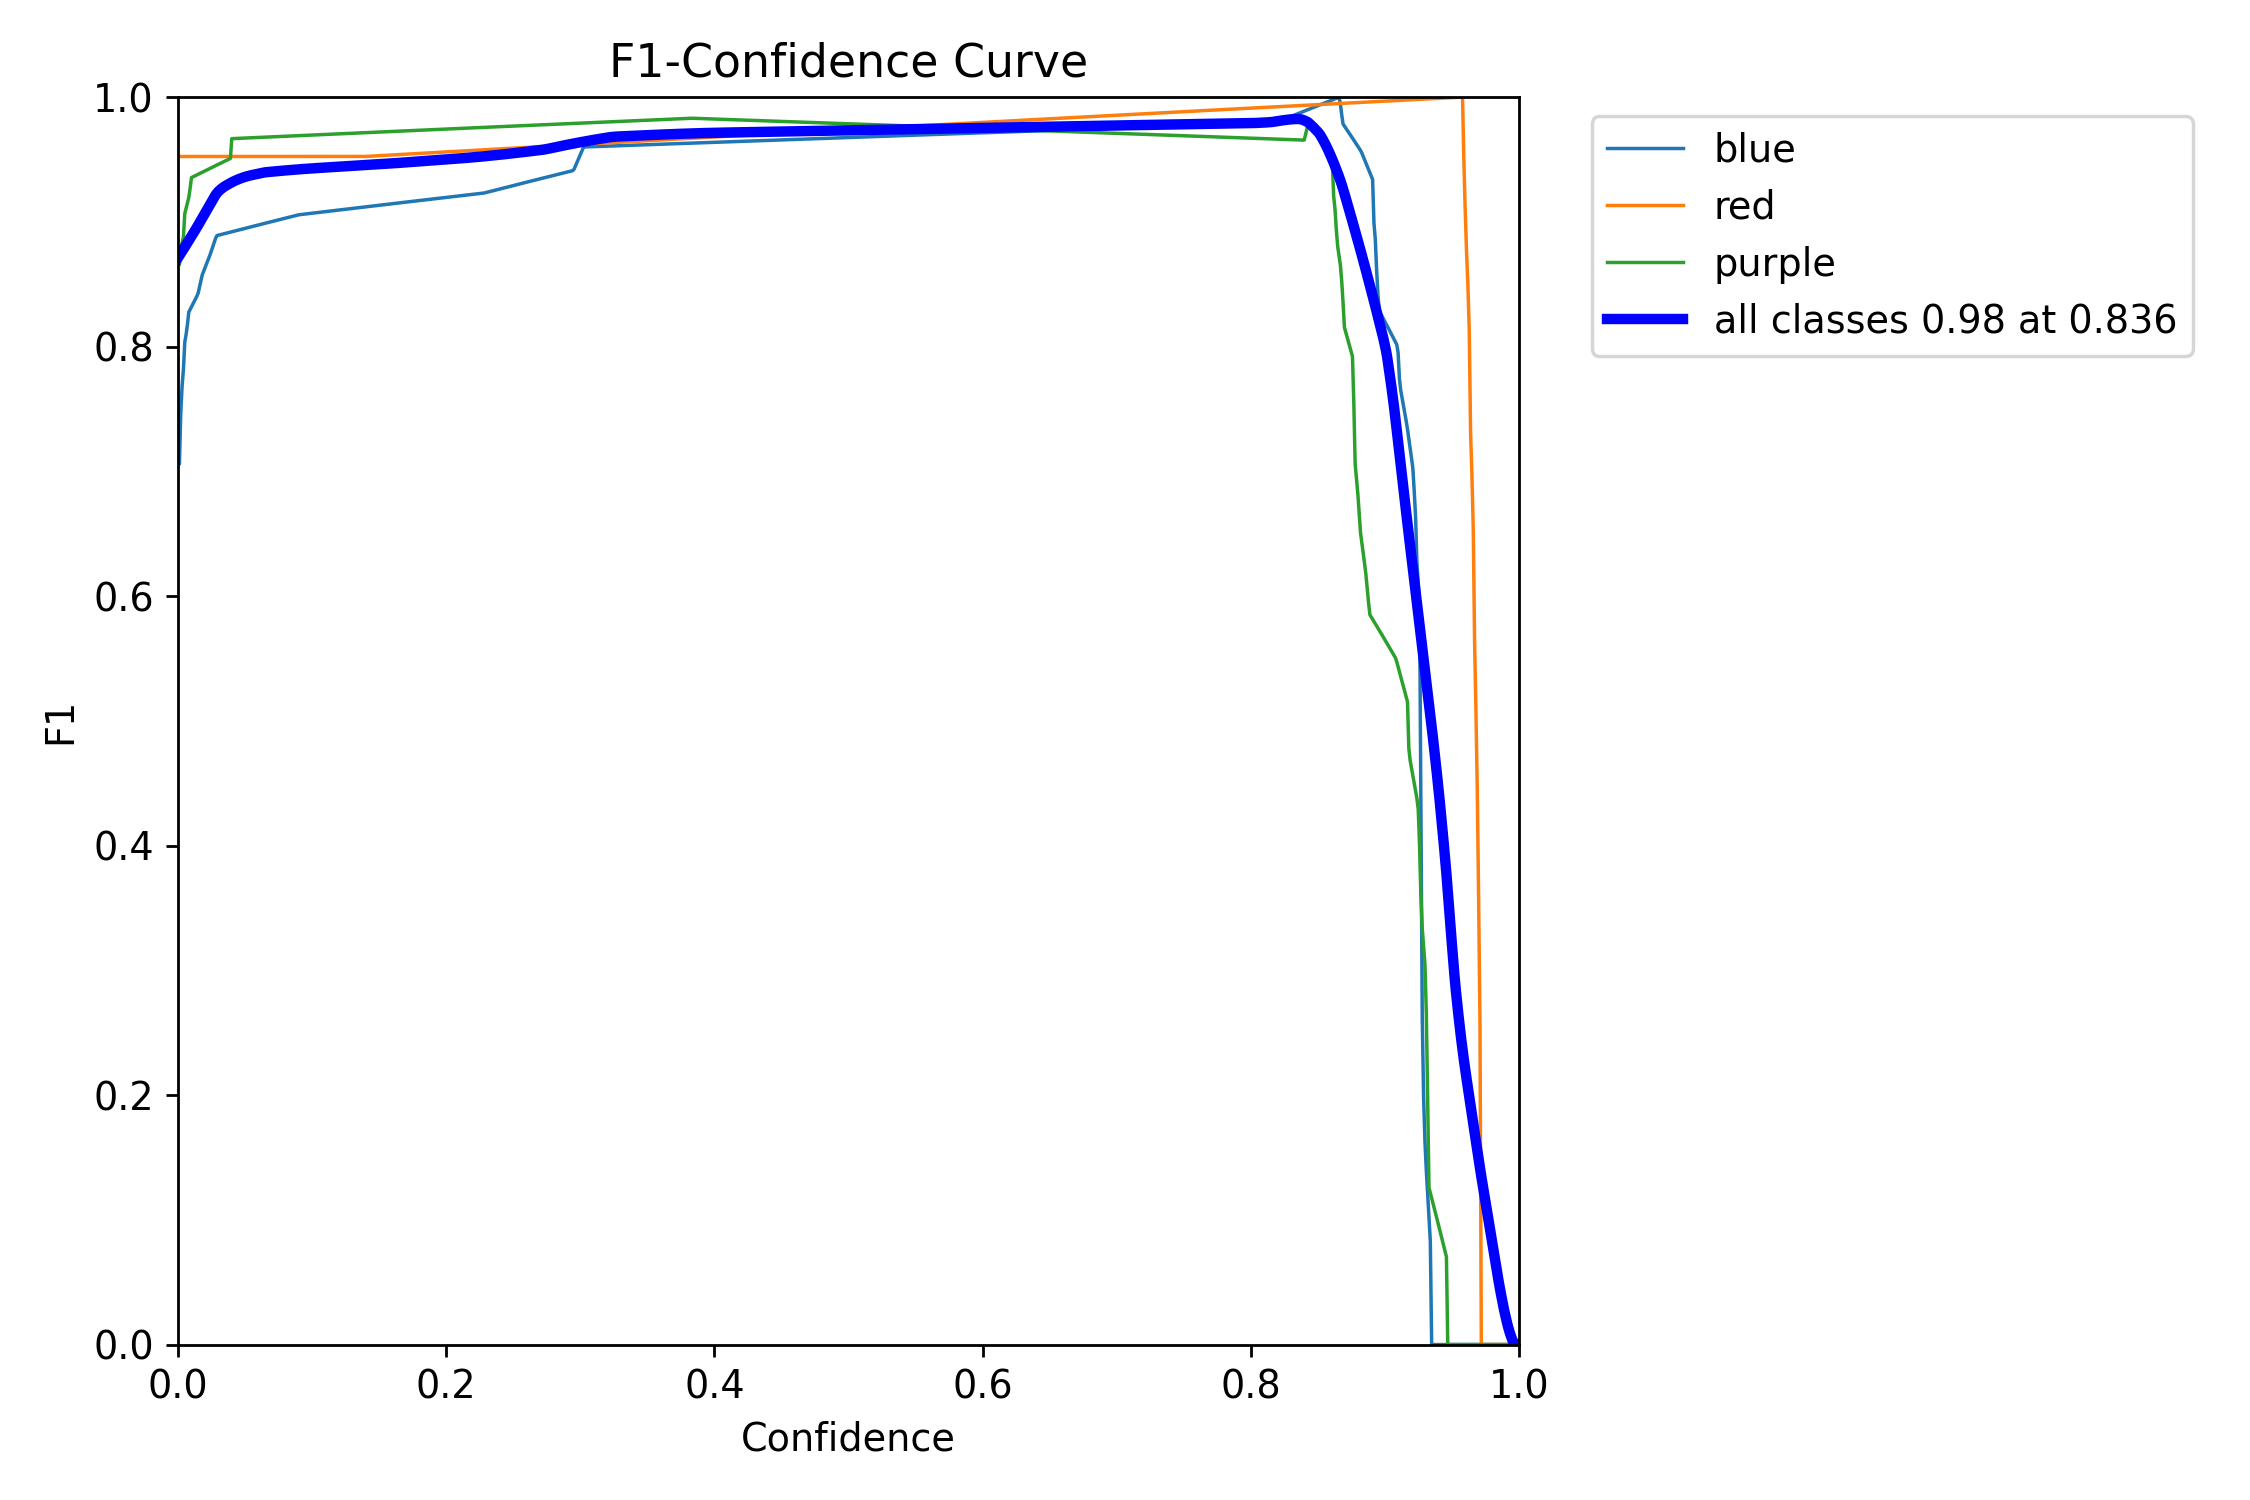 F1-Confidence Curve
1.0
0.8
0.6
0.4
0.2
0.0
F1
0.0 0.2 0.4 0.6 0.8 1.0
Confidence
blue
red
purple
all classes 0.98 at 0.836